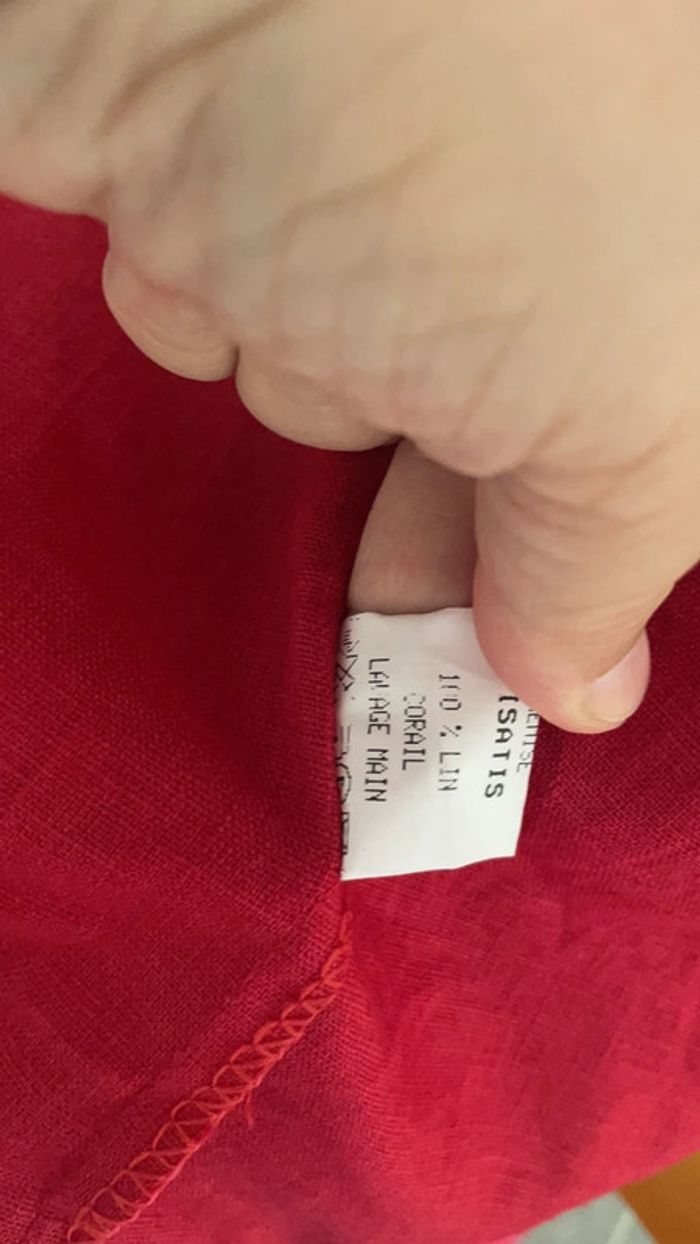 ISATIS
100 % LIN
CORAIL
LAVAGE MAIN